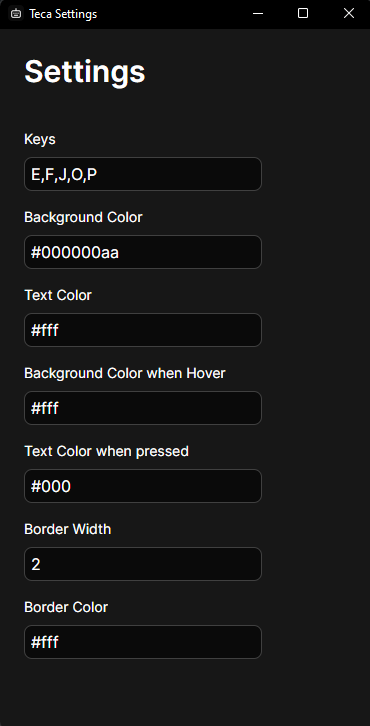 Teca Settings
Settings
Keys
E,F,J,O,P
Background Color
#000000aa
Text Color
#fff
Background Color when Hover
#fff
Text Color when pressed
#000
Border Width
2
Border Color
#fff